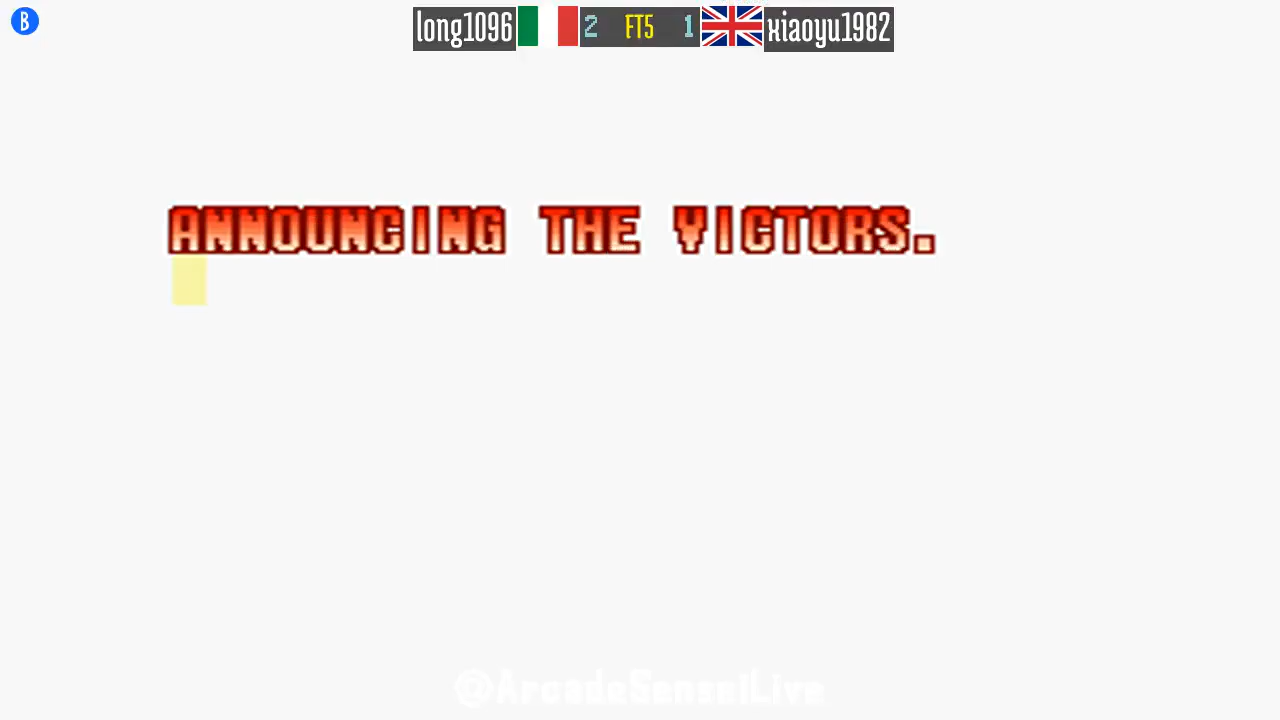 B
long1096 2 FT5 1 xiaoyu1982
ANNOUNCING THE VICTORS.
@ArcadeSenseiLive